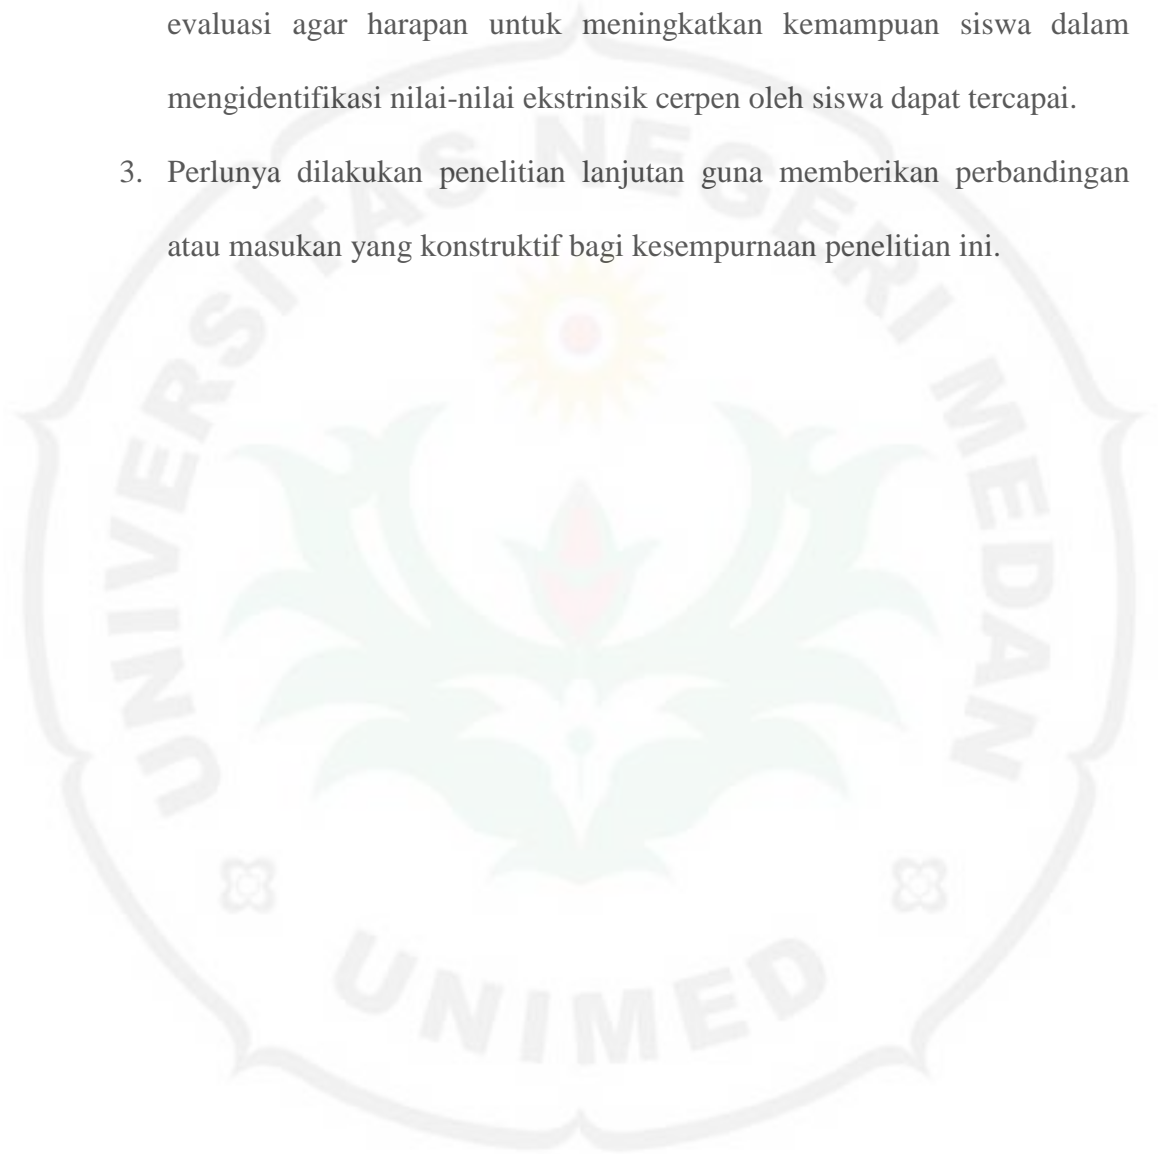 evaluasi agar harapan untuk meningkatkan kemampuan siswa dalam
mengidentifikasi nilai-nilai ekstrinsik cerpen oleh siswa dapat tercapai.
3. Perlunya dilakukan penelitian lanjutan guna memberikan perbandingan
atau masukan yang konstruktif bagi kesempurnaan penelitian ini.
UNIVERSITAS NEGERI MEDAN
UNIMED